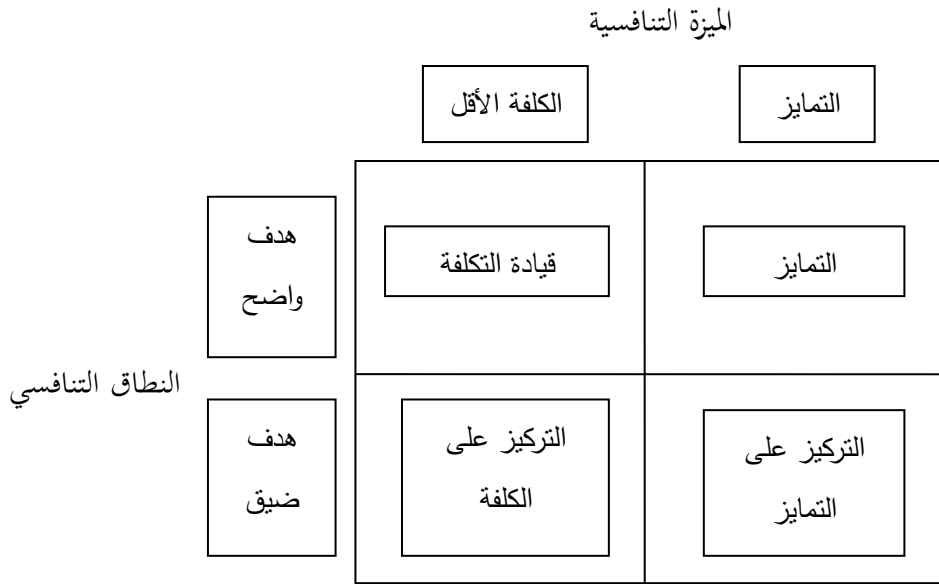 الميزة التنافسية
التمايز
الكلفة الأقل
هدف
واضح
قيادة التكلفة
التمايز
النطاق التنافسي
هدف
ضيق
التركيز على
الكلفة
التركيز على
التمايز